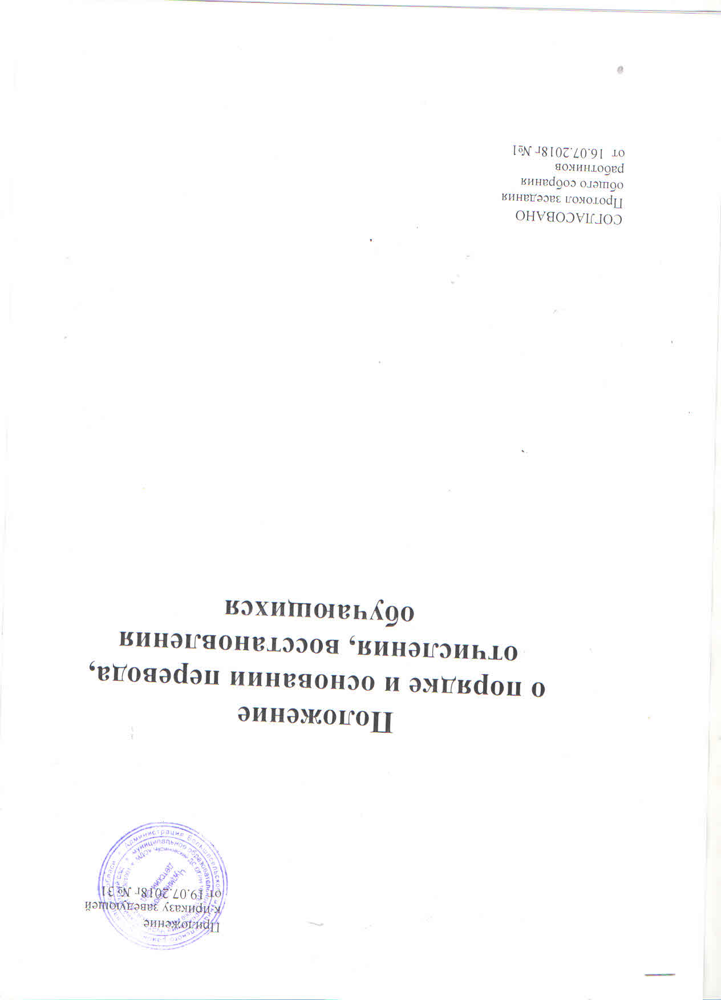 Приложение
к приказу заведующей
от 19.07.2018г № 31
Положение
о порядке и основании перевода,
отчисления, восстановления
обучающихся
СОГЛАСОВАНО
Протокол заседания
общего собрания
работников
от 16.07.2018г №1